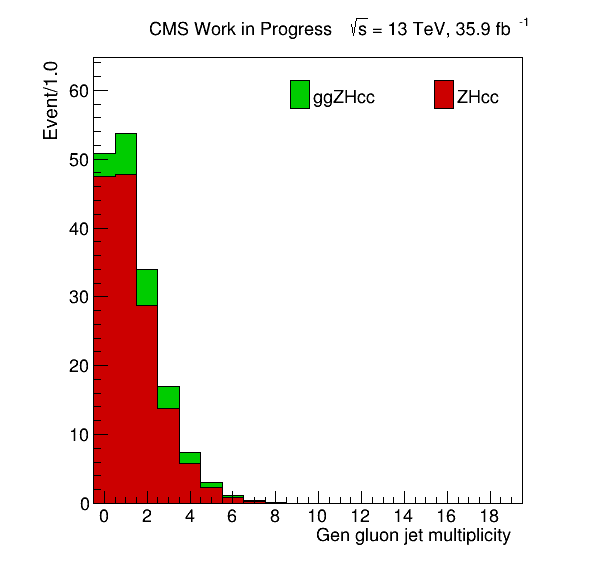 CMS Work in Progress √s = 13 TeV, 35.9 fb -1
Event/1.0
ggZHcc ZHcc
60
50
40
30
20
10
0
0 2 4 6 8 10 12 14 16 18
Gen gluon jet multiplicity